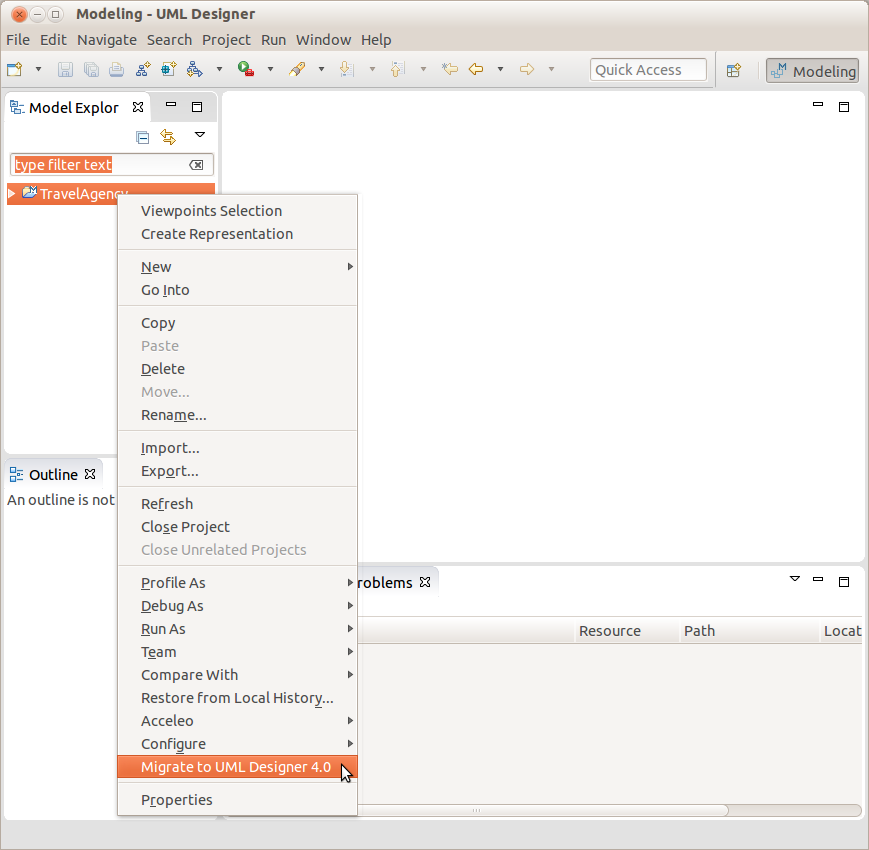 Modeling - UML Designer
File Edit Navigate Search Project Run Window Help
Quick Access
Modeling
Model Explor
type filter text
TravelAgency
Viewpoints Selection
Create Representation
New
Go Into
Copy
Paste
Delete
Move...
Rename...
Import...
Export...
Refresh
Close Project
Close Unrelated Projects
Profile As
Debug As
Run As
Team
Compare With
Restore from Local History...
Acceleo
Configure
Migrate to UML Designer 4.0
Properties
Outline
An outline is not
roblems
Resource Path Locat